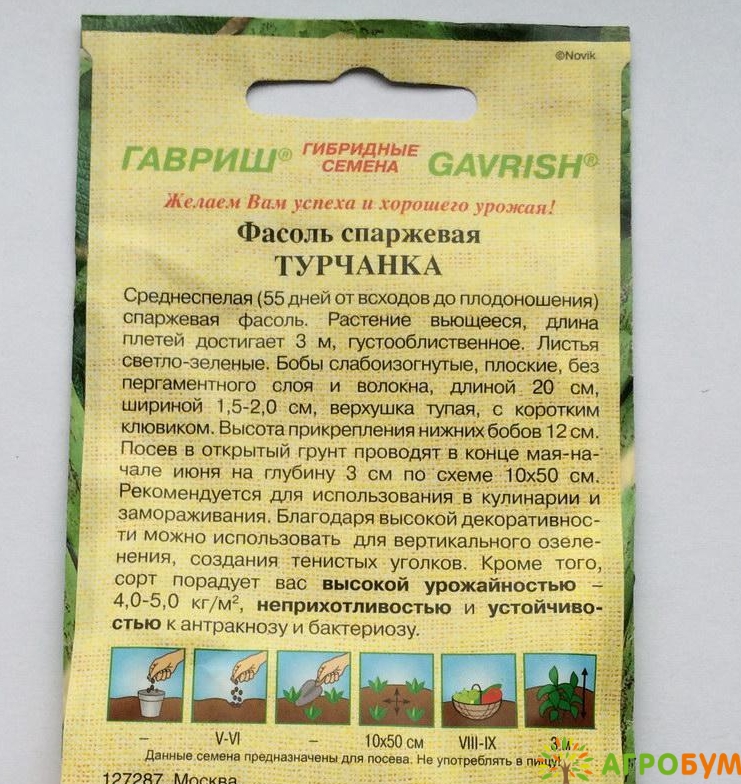 ©Novik
ГАВРИШ® ГИБРИДНЫЕ СЕМЕНА GAVRISH®
Желаем Вам успеха и хорошего урожая!
Фасоль спаржевая
ТУРЧАНКА
Среднеспелая (55 дней от всходов до плодоношения)
спаржевая фасоль. Растение вьющееся, длина
плетей достигает 3 м, густооблиственное. Листья
светло-зеленые. Бобы слабоизогнутые, плоские, без
пергаментного слоя и волокна, длиной 20 см,
шириной 1,5-2,0 см, верхушка тупая, с коротким
клювиком. Высота прикрепления нижних бобов 12 см.
Посев в открытый грунт проводят в конце мая-на-
чале июня на глубину 3 см по схеме 10х50 см.
Рекомендуется для использования в кулинарии и
замораживания. Благодаря высокой декоративнос-
ти можно использовать для вертикального озеле-
нения, создания тенистых уголков. Кроме того,
сорт порадует вас высокой урожайностью –
4,0-5,0 кг/м², неприхотливостью и устойчиво-
стью к антракнозу и бактериозу.
– V-VI – 10х50 см VIII-IX 3 м
Данные семена предназначены для посева. Не употреблять в пищу!
127287, Москва
АГРОБУМ